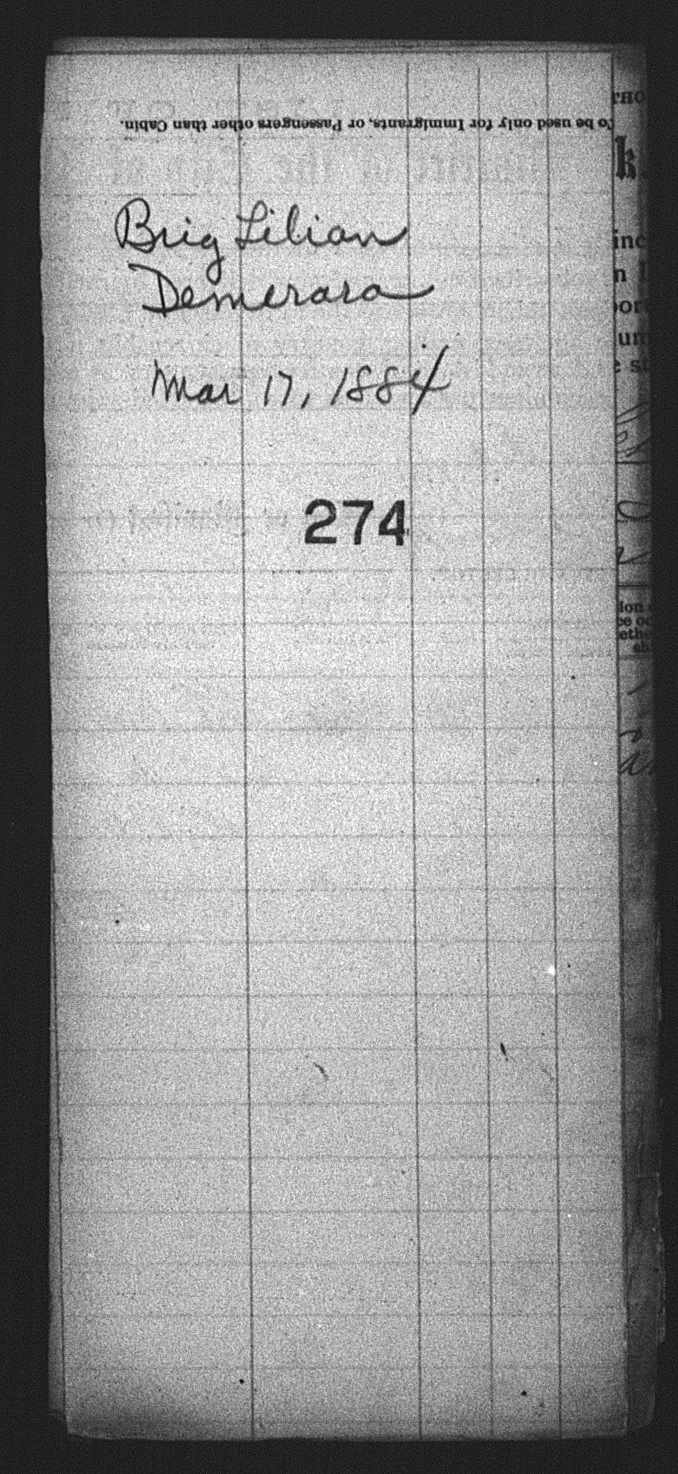 To be used only for Immigrants, or Passengers other than Cabin.
Brig Lilian
Demerara
Mar 17, 1884
274